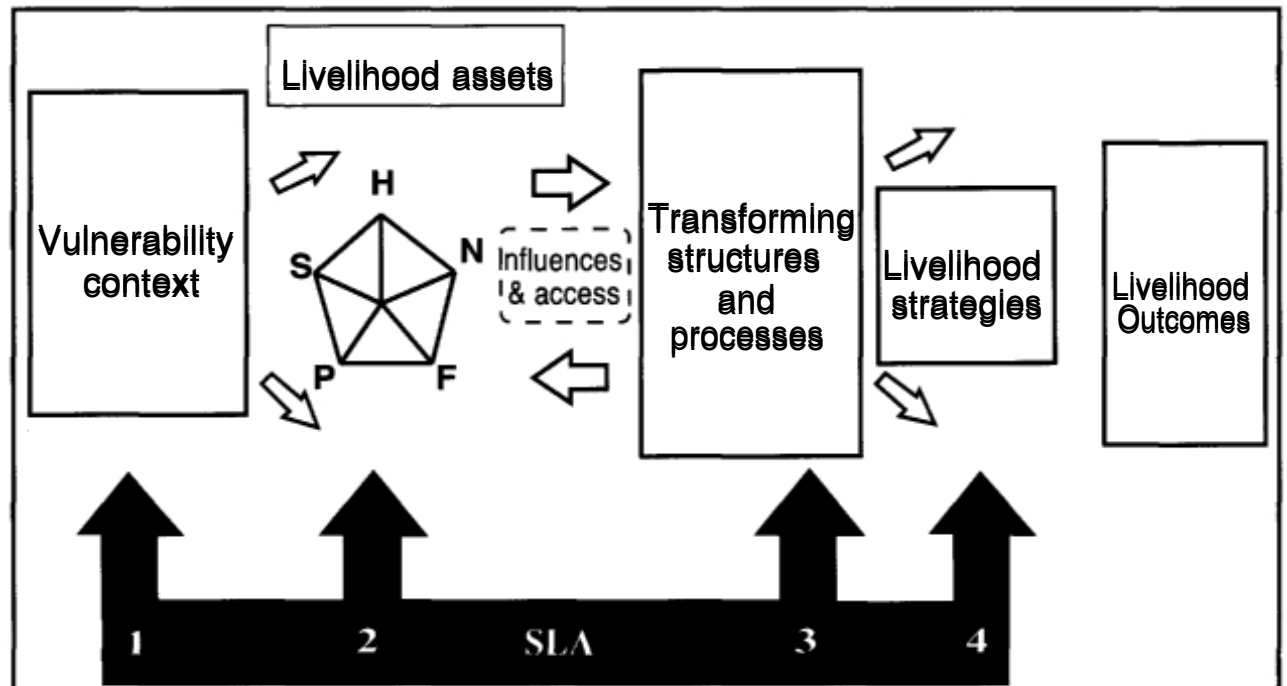 Livelihood assets
Vulnerability
context
H
S
N
P
F
Influences
& access
Transforming
structures
and
processes
Livelihood
strategies
Livelihood
Outcomes
1
2
SLA
3
4